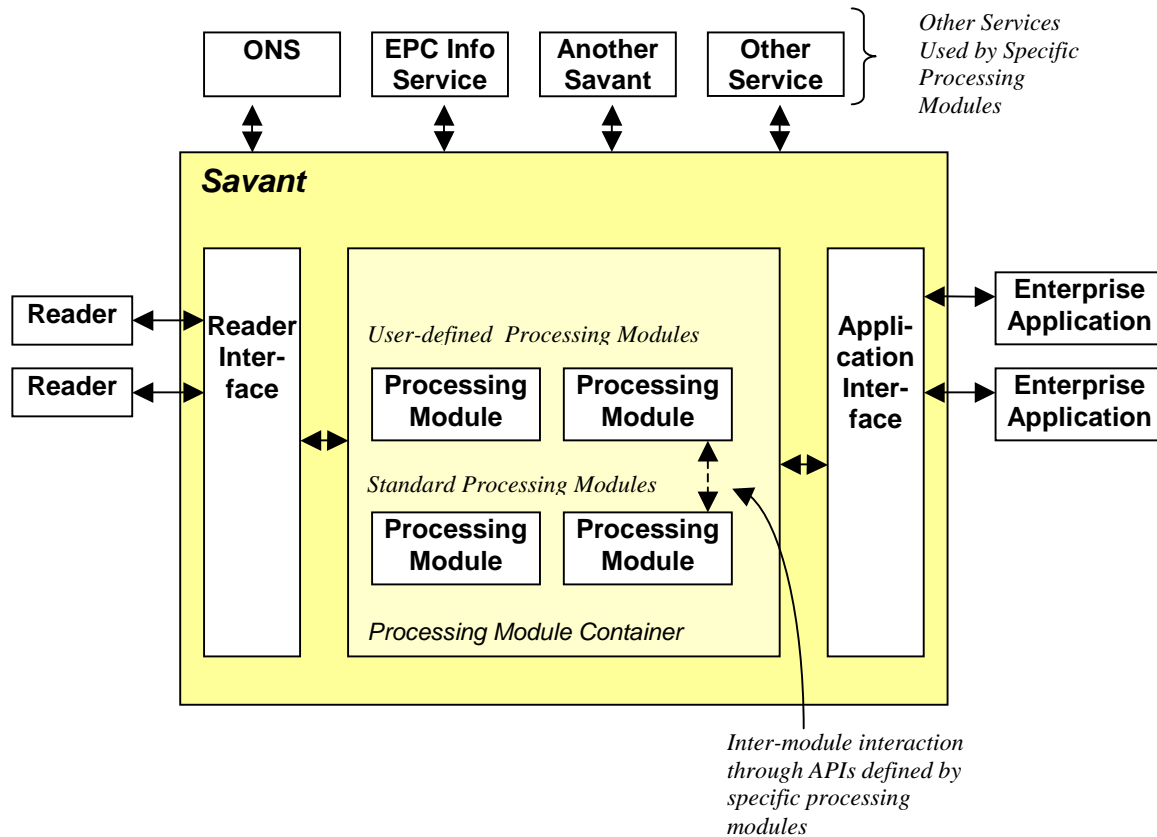 ONS
EPC Info
Service
Another
Savant
Other
Service
Other Services
Used by Specific
Processing
Modules
Savant
Reader
Reader
Reader
Inter-
face
User-defined Processing Modules
Processing
Module
Processing
Module
Standard Processing Modules
Processing
Module
Processing
Module
Processing Module Container
Appli-
cation
Inter-
face
Enterprise
Application
Enterprise
Application
Inter-module interaction
through APIs defined by
specific processing
modules